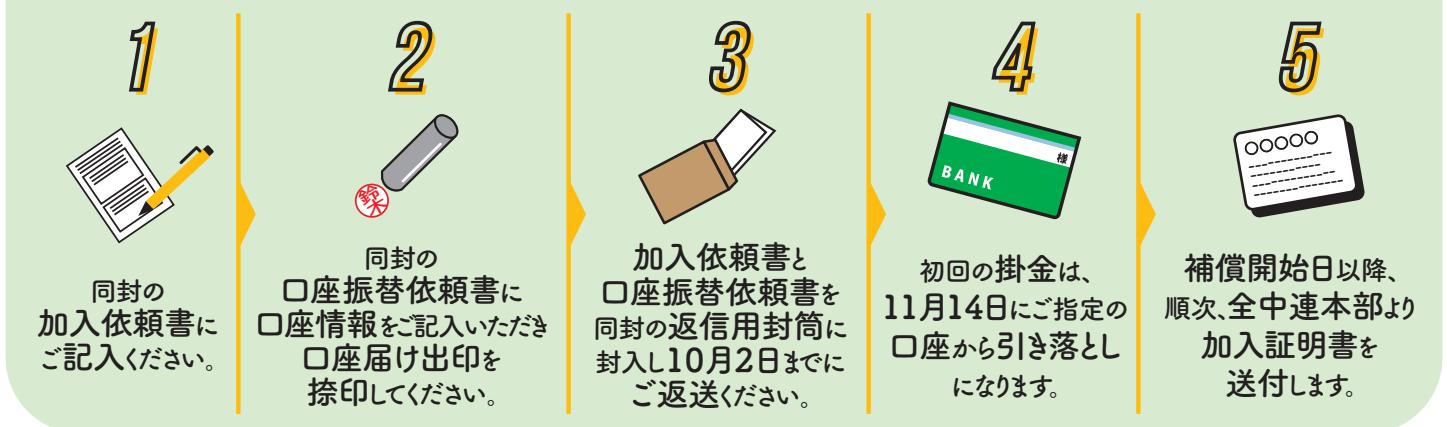 1
同封の
加入依頼書に
ご記入ください。
2
鈴木
同封の
口座振替依頼書に
口座情報をご記入いただき
口座届け出印を
捺印してください。
3
加入依頼書と
口座振替依頼書を
同封の返信用封筒に
封入し10月2日までに
ご返送ください。
4
様
BANK
初回の掛金は、
11月14日にご指定の
口座から引き落とし
になります。
5
○○○○○
補償開始日以降、
順次、全中連本部より
加入証明書を
送付します。